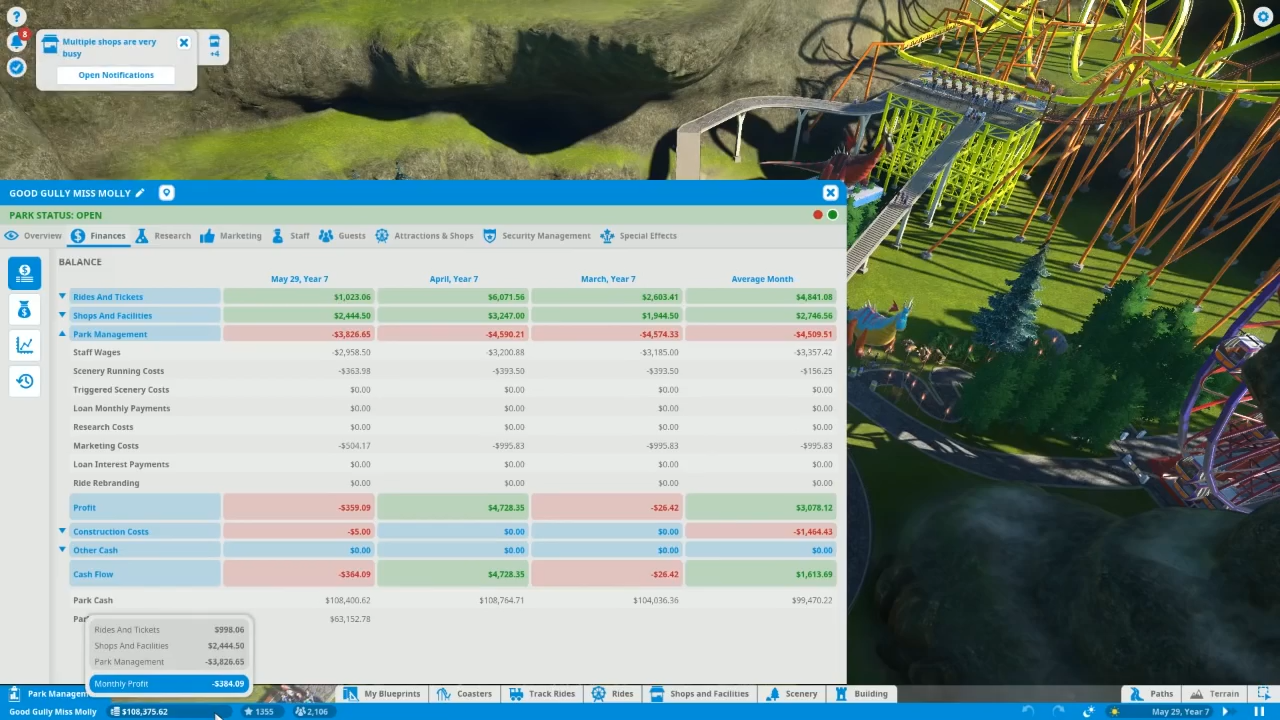 ?
8
Multiple shops are very
busy
+4
Open Notifications
GOOD GULLY MISS MOLLY
PARK STATUS: OPEN
Overview Finances Research Marketing Staff Guests Attractions & Shops Security Management Special Effects
BALANCE
May 29, Year 7 April, Year 7 March, Year 7 Average Month
Rides And Tickets $1,023.06 $6,071.56 $2,603.41 $4,841.08
Shops And Facilities $2,444.50 $3,247.00 $1,944.50 $2,746.56
Park Management -$3,826.65 -$4,590.21 -$4,574.33 -$4,509.51
Staff Wages -$2,958.50 -$3,200.88 -$3,185.00 -$3,357.42
Scenery Running Costs -$363.98 -$393.50 -$393.50 -$156.25
Triggered Scenery Costs $0.00 $0.00 $0.00 $0.00
Loan Monthly Payments $0.00 $0.00 $0.00 $0.00
Research Costs $0.00 $0.00 $0.00 $0.00
Marketing Costs -$504.17 -$995.83 -$995.83 -$995.83
Loan Interest Payments $0.00 $0.00 $0.00 $0.00
Ride Rebranding $0.00 $0.00 $0.00 $0.00
Profit -$359.09 $4,728.35 -$26.42 $3,078.12
Construction Costs -$5.00 $0.00 $0.00 -$1,464.43
Other Cash $0.00 $0.00 $0.00 $0.00
Cash Flow -$364.09 $4,728.35 -$26.42 $1,613.69
Park Cash $108,400.62 $108,764.71 $104,036.36 $99,470.22
Par $63,152.78
Rides And Tickets $998.06
Shops And Facilities $2,444.50
Park Management -$3,826.65
Monthly Profit -$384.09
Park Managemen My Blueprints Coasters Track Rides Rides Shops and Facilities Scenery Building Paths Terrain
Good Gully Miss Molly $108,375.62 1355 2,106 May 29, Year 7